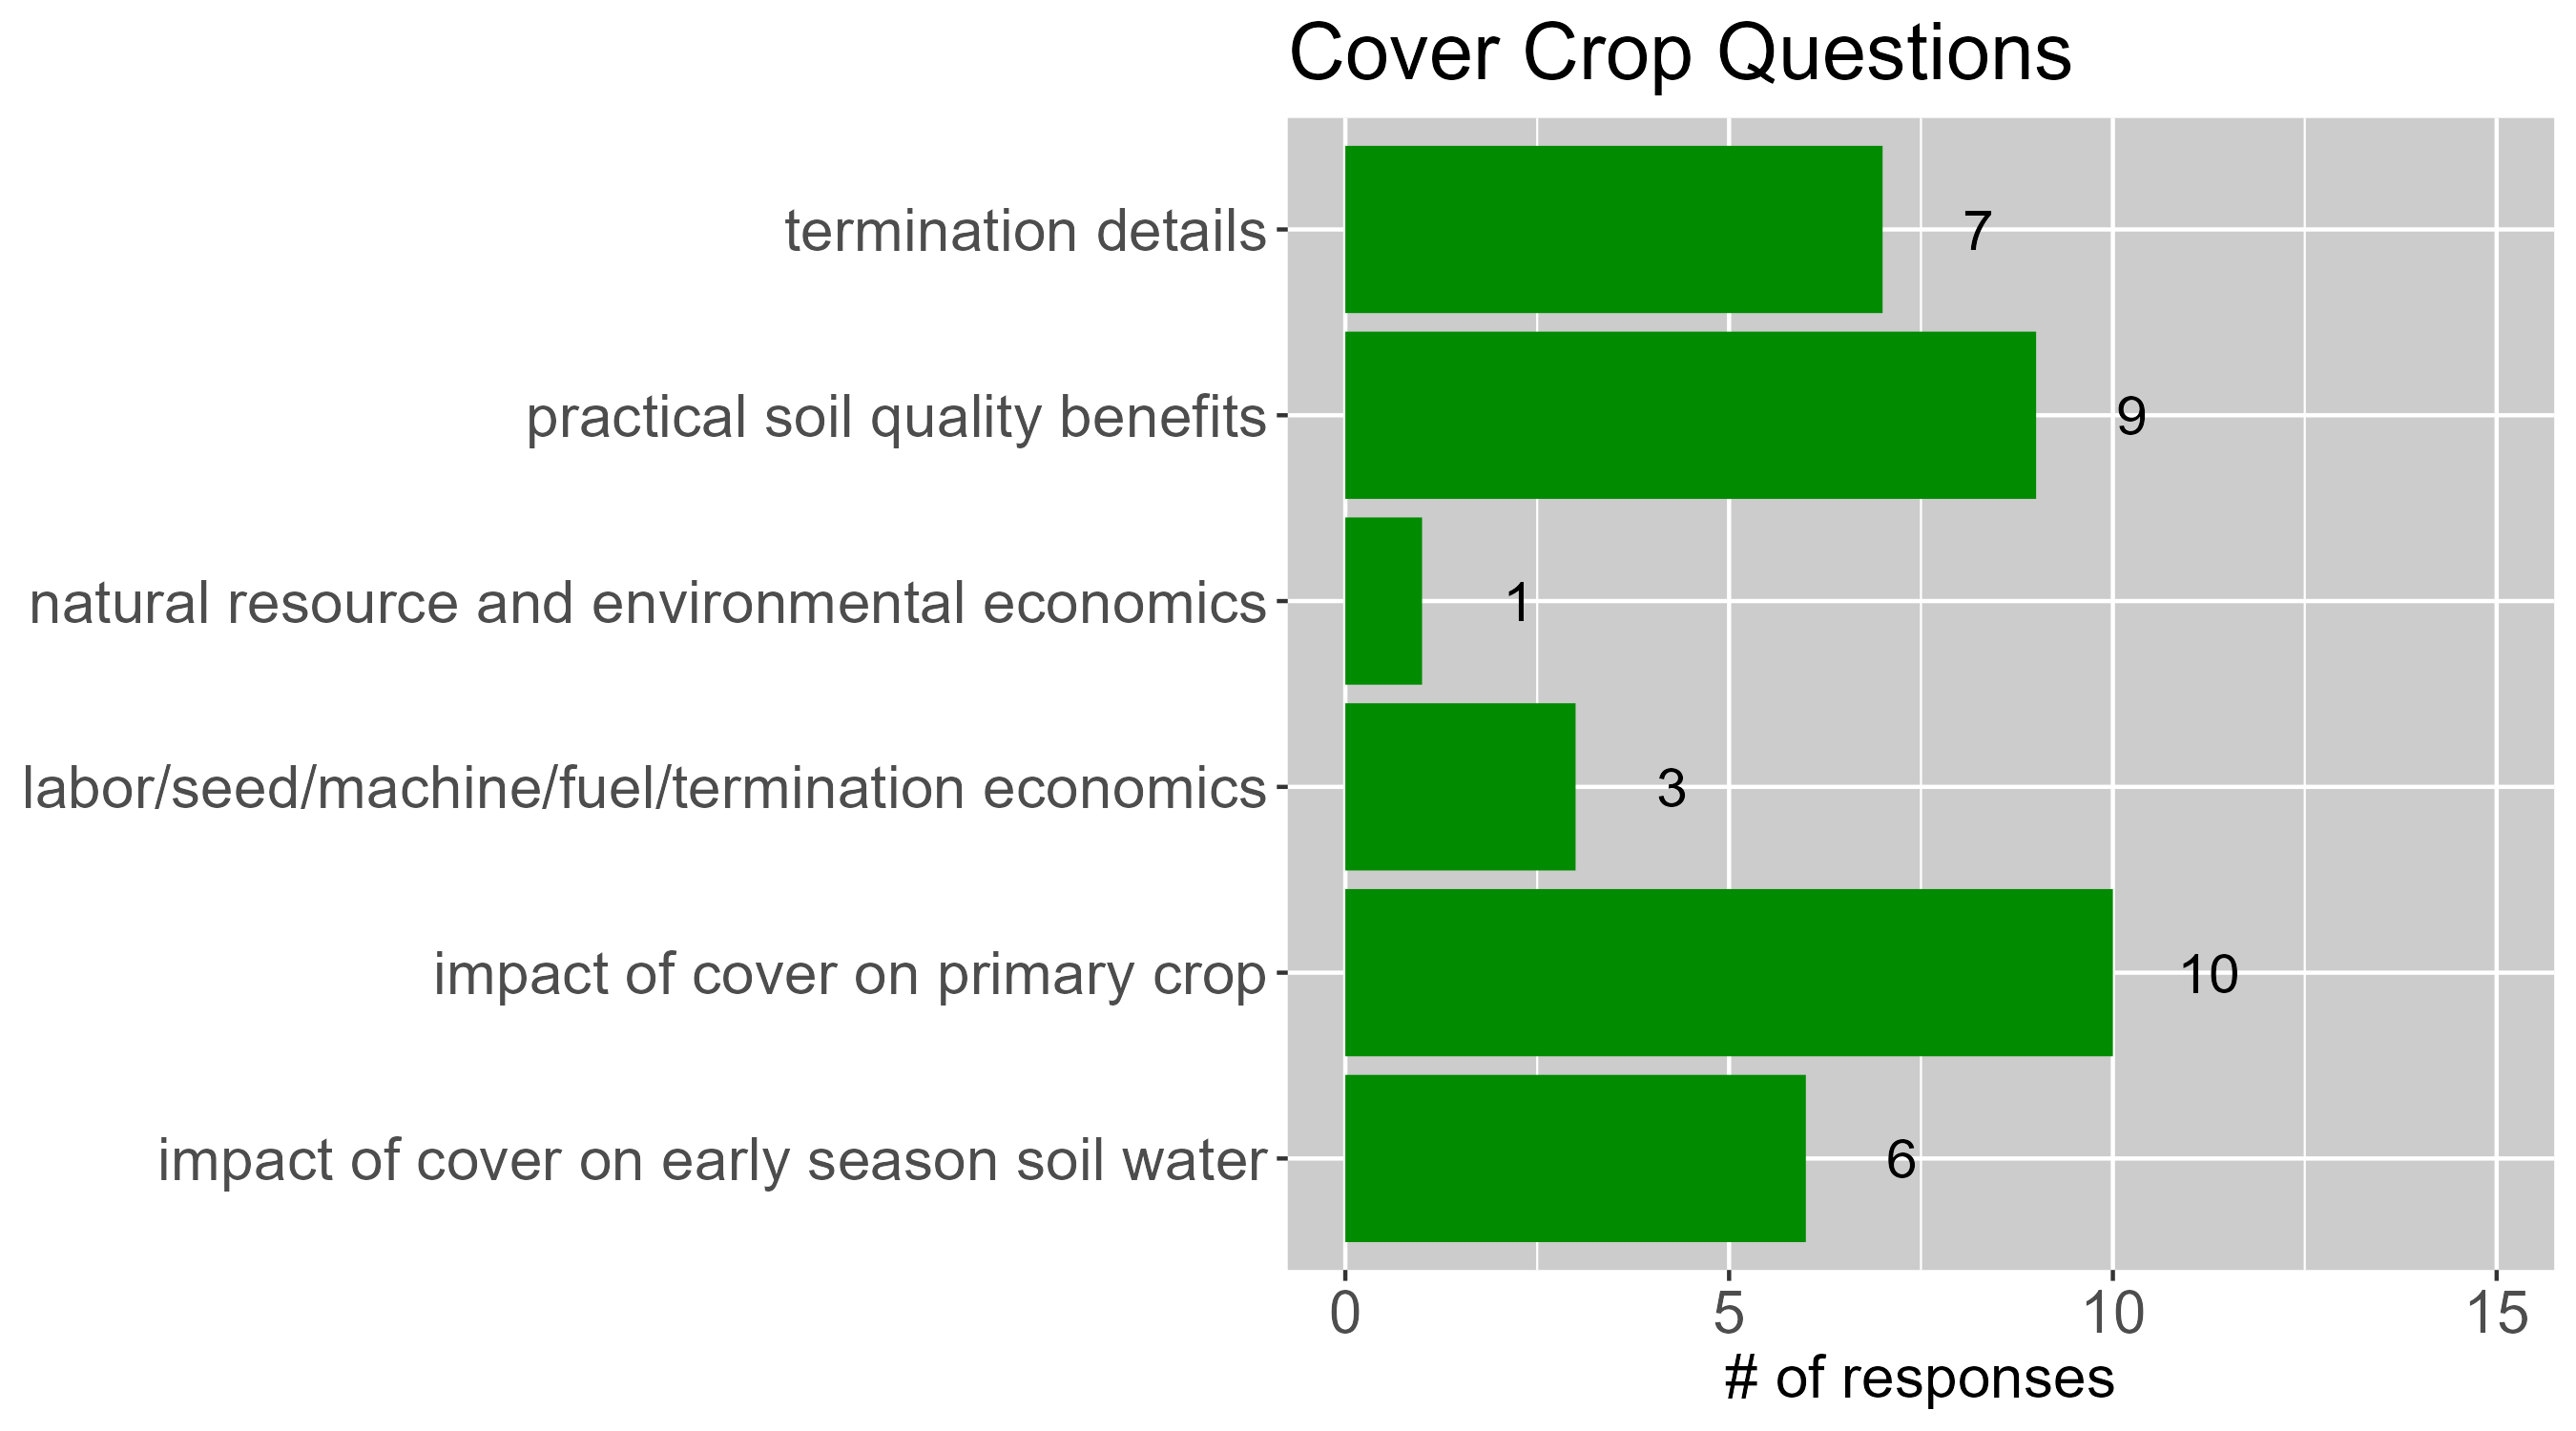 Cover Crop Questions
termination details 7
practical soil quality benefits 9
natural resource and environmental economics 1
labor/seed/machine/fuel/termination economics 3
impact of cover on primary crop 10
impact of cover on early season soil water 6
0 5 10 15
# of responses